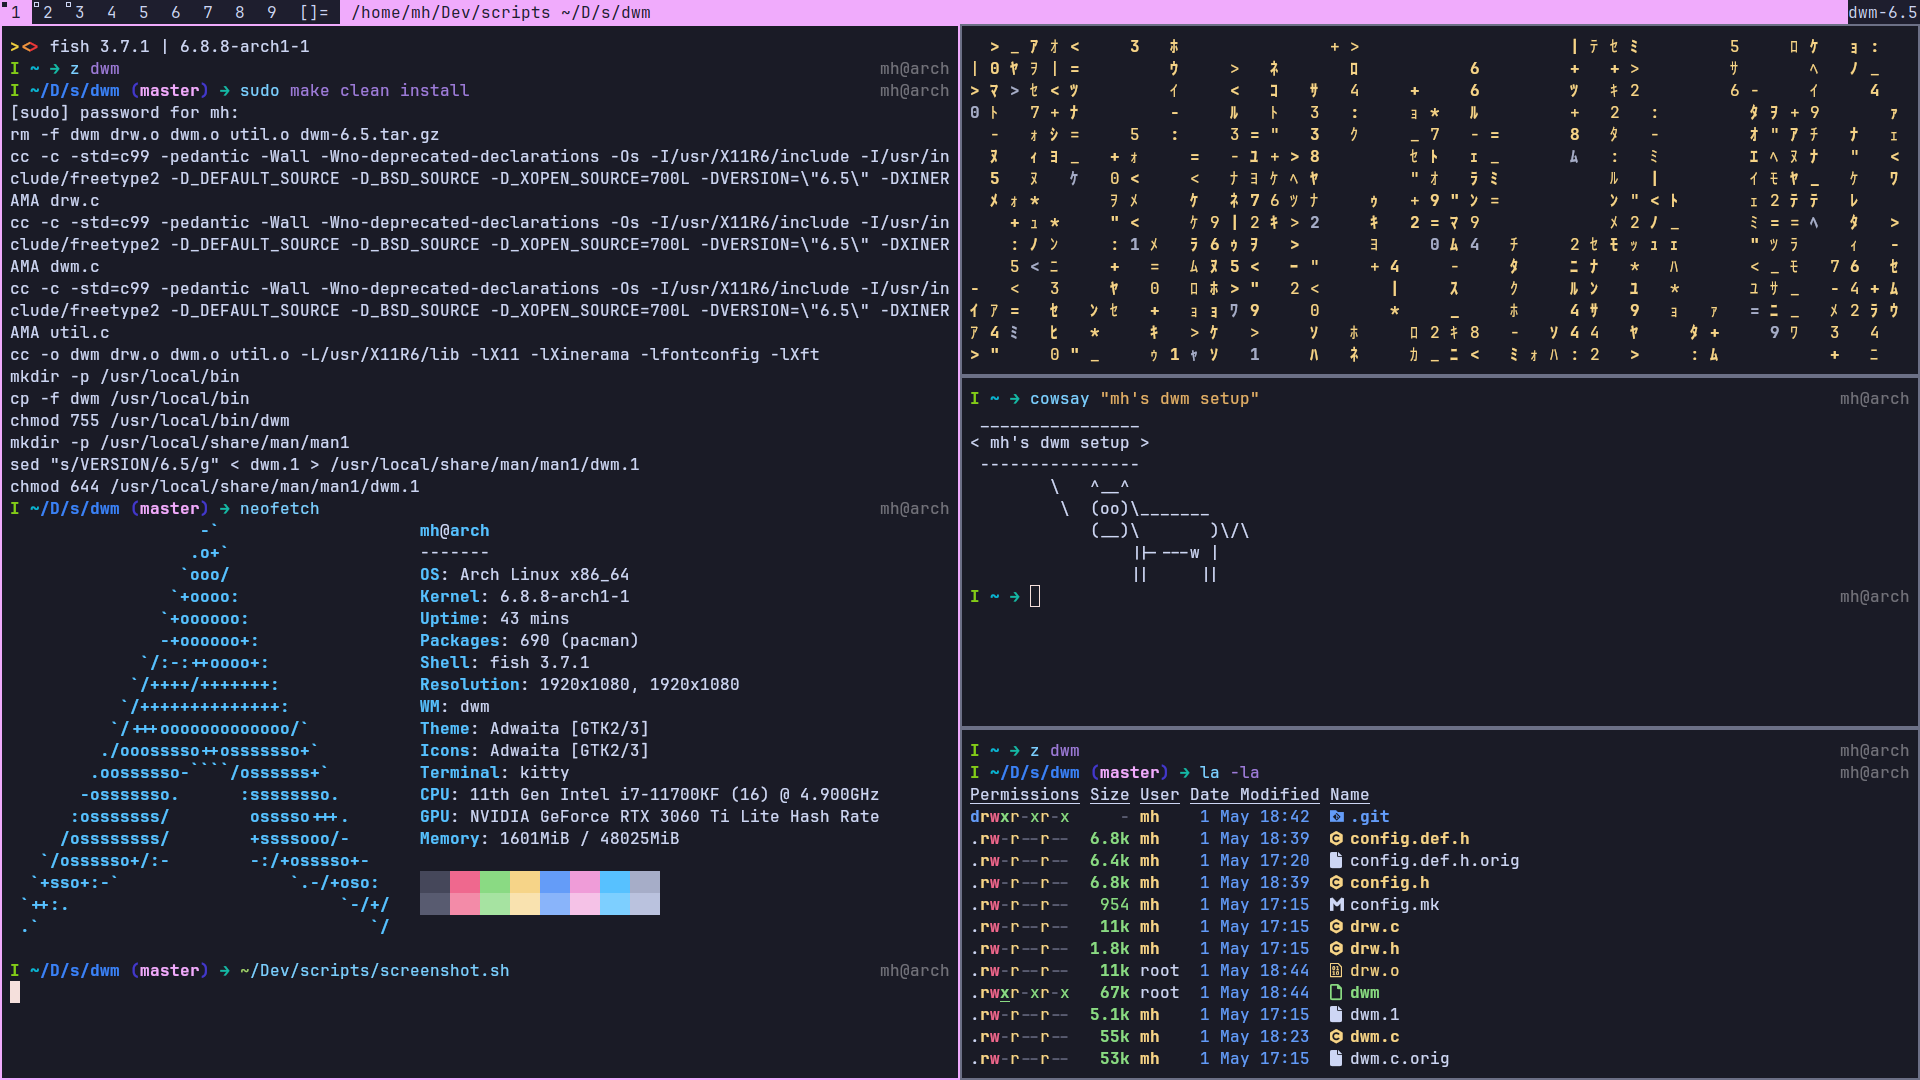 1 2 3 4 5 6 7 8 9 []= /home/mh/Dev/scripts ~/D/s/dwm dwm-6.5
><> fish 3.7.1 | 6.8.8-arch1-1
I ~ → z dwm mh@arch
I ~/D/s/dwm (master) → sudo make clean install mh@arch
[sudo] password for mh:
rm -f dwm drw.o dwm.o util.o dwm-6.5.tar.gz
cc -c -std=c99 -pedantic -Wall -Wno-deprecated-declarations -Os -I/usr/X11R6/include -I/usr/in
clude/freetype2 -D_DEFAULT_SOURCE -D_BSD_SOURCE -D_XOPEN_SOURCE=700L -DVERSION=\"6.5\" -DXINER
AMA drw.c
cc -c -std=c99 -pedantic -Wall -Wno-deprecated-declarations -Os -I/usr/X11R6/include -I/usr/in
clude/freetype2 -D_DEFAULT_SOURCE -D_BSD_SOURCE -D_XOPEN_SOURCE=700L -DVERSION=\"6.5\" -DXINER
AMA dwm.c
cc -c -std=c99 -pedantic -Wall -Wno-deprecated-declarations -Os -I/usr/X11R6/include -I/usr/in
clude/freetype2 -D_DEFAULT_SOURCE -D_BSD_SOURCE -D_XOPEN_SOURCE=700L -DVERSION=\"6.5\" -DXINER
AMA util.c
cc -o dwm drw.o dwm.o util.o -L/usr/X11R6/lib -lX11 -lXinerama -lfontconfig -lXft
mkdir -p /usr/local/bin
cp -f dwm /usr/local/bin
chmod 755 /usr/local/bin/dwm
mkdir -p /usr/local/share/man/man1
sed "s/VERSION/6.5/g" < dwm.1 > /usr/local/share/man/man1/dwm.1
chmod 644 /usr/local/share/man/man1/dwm.1
I ~/D/s/dwm (master) → neofetch mh@arch
mh@arch
-------
OS: Arch Linux x86_64
Kernel: 6.8.8-arch1-1
Uptime: 43 mins
Packages: 690 (pacman)
Shell: fish 3.7.1
Resolution: 1920x1080, 1920x1080
WM: dwm
Theme: Adwaita [GTK2/3]
Icons: Adwaita [GTK2/3]
Terminal: kitty
CPU: 11th Gen Intel i7-11700KF (16) @ 4.900GHz
GPU: NVIDIA GeForce RTX 3060 Ti Lite Hash Rate
Memory: 1601MiB / 48025MiB
I ~/D/s/dwm (master) → ~/Dev/scripts/screenshot.sh mh@arch
I ~ → cowsay "mh's dwm setup" mh@arch
< mh's dwm setup >
I ~ → mh@arch
I ~ → z dwm mh@arch
I ~/D/s/dwm (master) → la -la mh@arch
Permissions Size User Date Modified Name
drwxr-xr-x - mh 1 May 18:42 .git
.rw-r--r-- 6.8k mh 1 May 18:39 config.def.h
.rw-r--r-- 6.4k mh 1 May 17:20 config.def.h.orig
.rw-r--r-- 6.8k mh 1 May 18:39 config.h
.rw-r--r-- 954 mh 1 May 17:15 config.mk
.rw-r--r-- 11k mh 1 May 17:15 drw.c
.rw-r--r-- 1.8k mh 1 May 17:15 drw.h
.rw-r--r-- 11k root 1 May 18:44 drw.o
.rwxr-xr-x 67k root 1 May 18:44 dwm
.rw-r--r-- 5.1k mh 1 May 17:15 dwm.1
.rw-r--r-- 55k mh 1 May 18:23 dwm.c
.rw-r--r-- 53k mh 1 May 17:15 dwm.c.orig